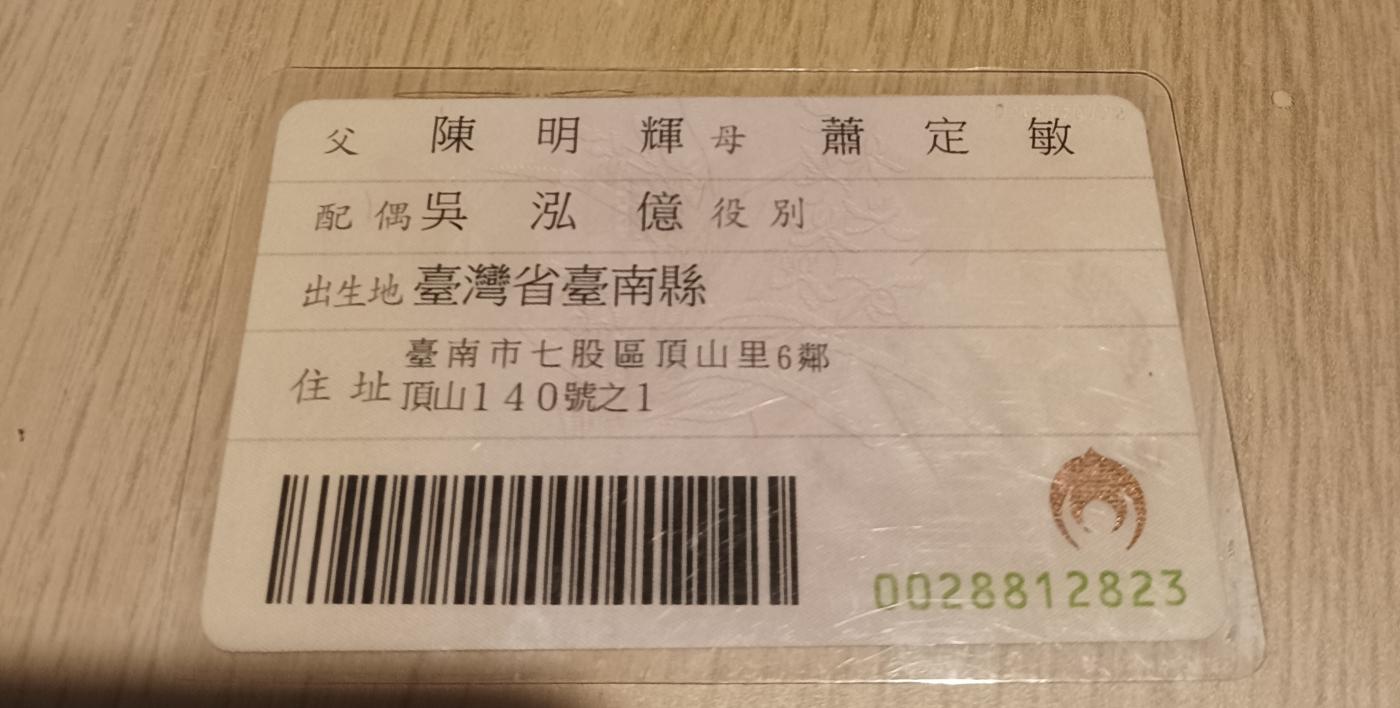 父 陳明輝 母 蕭定敏
配偶 吳泓億 役別
出生地 臺灣省臺南縣
住址 臺南市七股區頂山里6鄰
頂山140號之1
0028812823